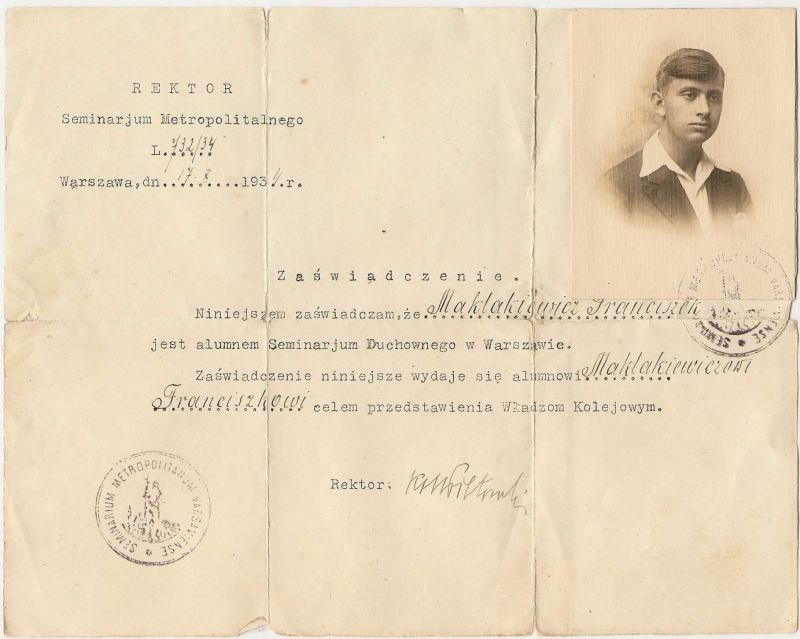 REKTOR
Seminarjum Metropolitalnego
L. 732/34
Warszawa, dn. 17. X. 1934.r.
Zaświadczenie.
Niniejszem zaświadczam, że Maklakiewicz Franciszek
jest alumnem Seminarjum Duchownego w Warszawie.
Zaświadczenie niniejsze wydaje się alumnowi Maklakiewiczowi
Franciszkowi celem przedstawienia Władzom Kolejowym.
Rektor:
SEMINARIUM METROPOLITANUM VARSAVIENSE